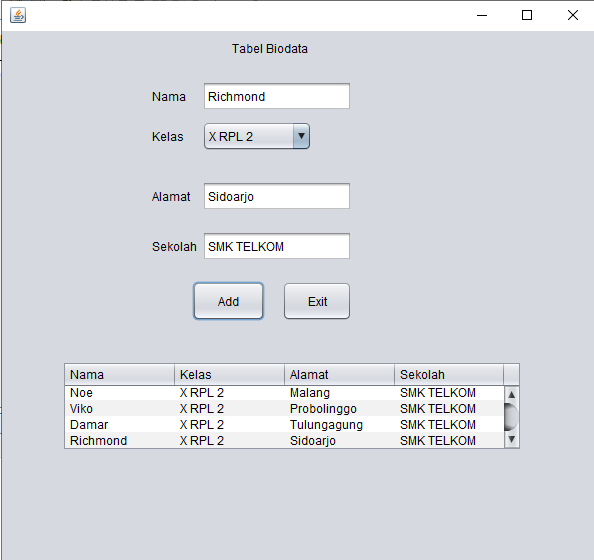 Tabel Biodata
Nama Richmond
Kelas X RPL 2
Alamat Sidoarjo
Sekolah SMK TELKOM
Add Exit
Nama Kelas Alamat Sekolah
Noe X RPL 2 Malang SMK TELKOM
Viko X RPL 2 Probolinggo SMK TELKOM
Damar X RPL 2 Tulungagung SMK TELKOM
Richmond X RPL 2 Sidoarjo SMK TELKOM